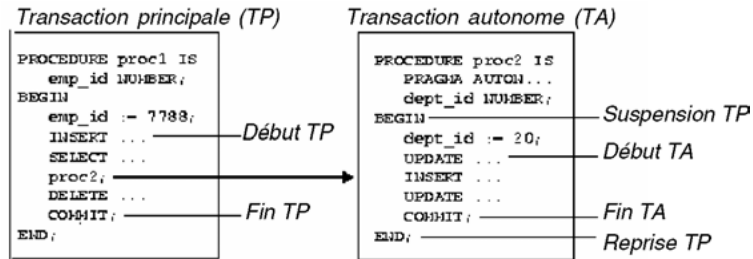 Transaction principale (TP)
PROCEDURE proc1 IS
emp_id NUMBER;
BEGIN
emp_id := 7788;
INSERT ...
SELECT ...
proc2;
DELETE ...
COMMIT;
END;
Début TP
Fin TP
Transaction autonome (TA)
PROCEDURE proc2 IS
PRAGMA AUTON...
dept_id NUMBER;
BEGIN
dept_id := 20;
UPDATE ...
INSERT ...
UPDATE ...
COMMIT;
END;
Suspension TP
Début TA
Fin TA
Reprise TP